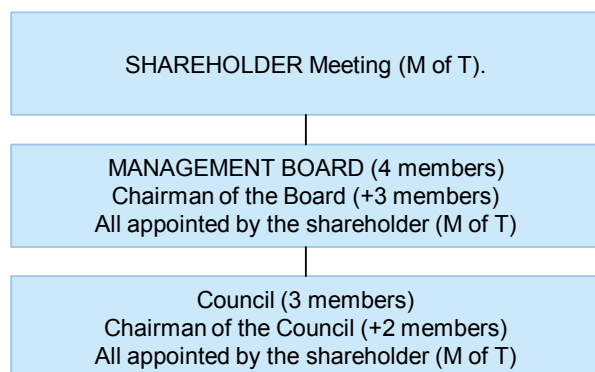 SHAREHOLDER Meeting (M of T).
MANAGEMENT BOARD (4 members)
Chairman of the Board (+3 members)
All appointed by the shareholder (M of T)
Council (3 members)
Chairman of the Council (+2 members)
All appointed by the shareholder (M of T)